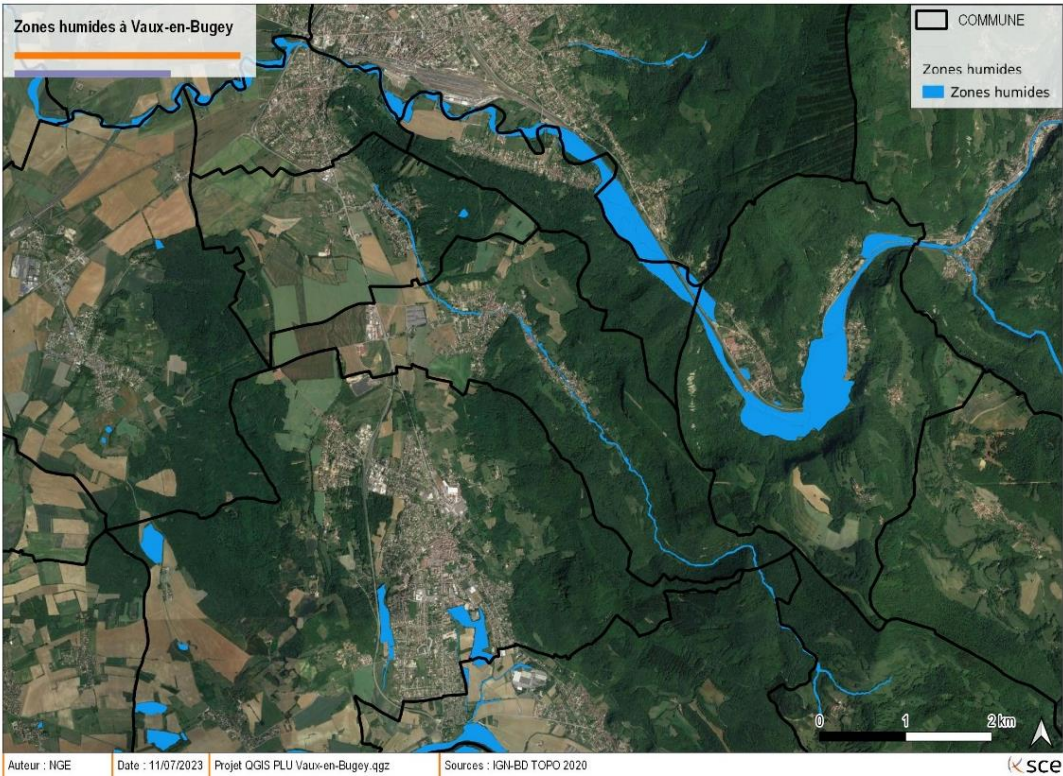 Zones humides à Vaux-en-Bugey
COMMUNE
Zones humides
Zones humides
0 1 2 km
Auteur : NGE
Date : 11/07/2023
Projet QGIS PLU Vaux-en-Bugey.qgz
Sources : IGN-BD TOPO 2020
sce